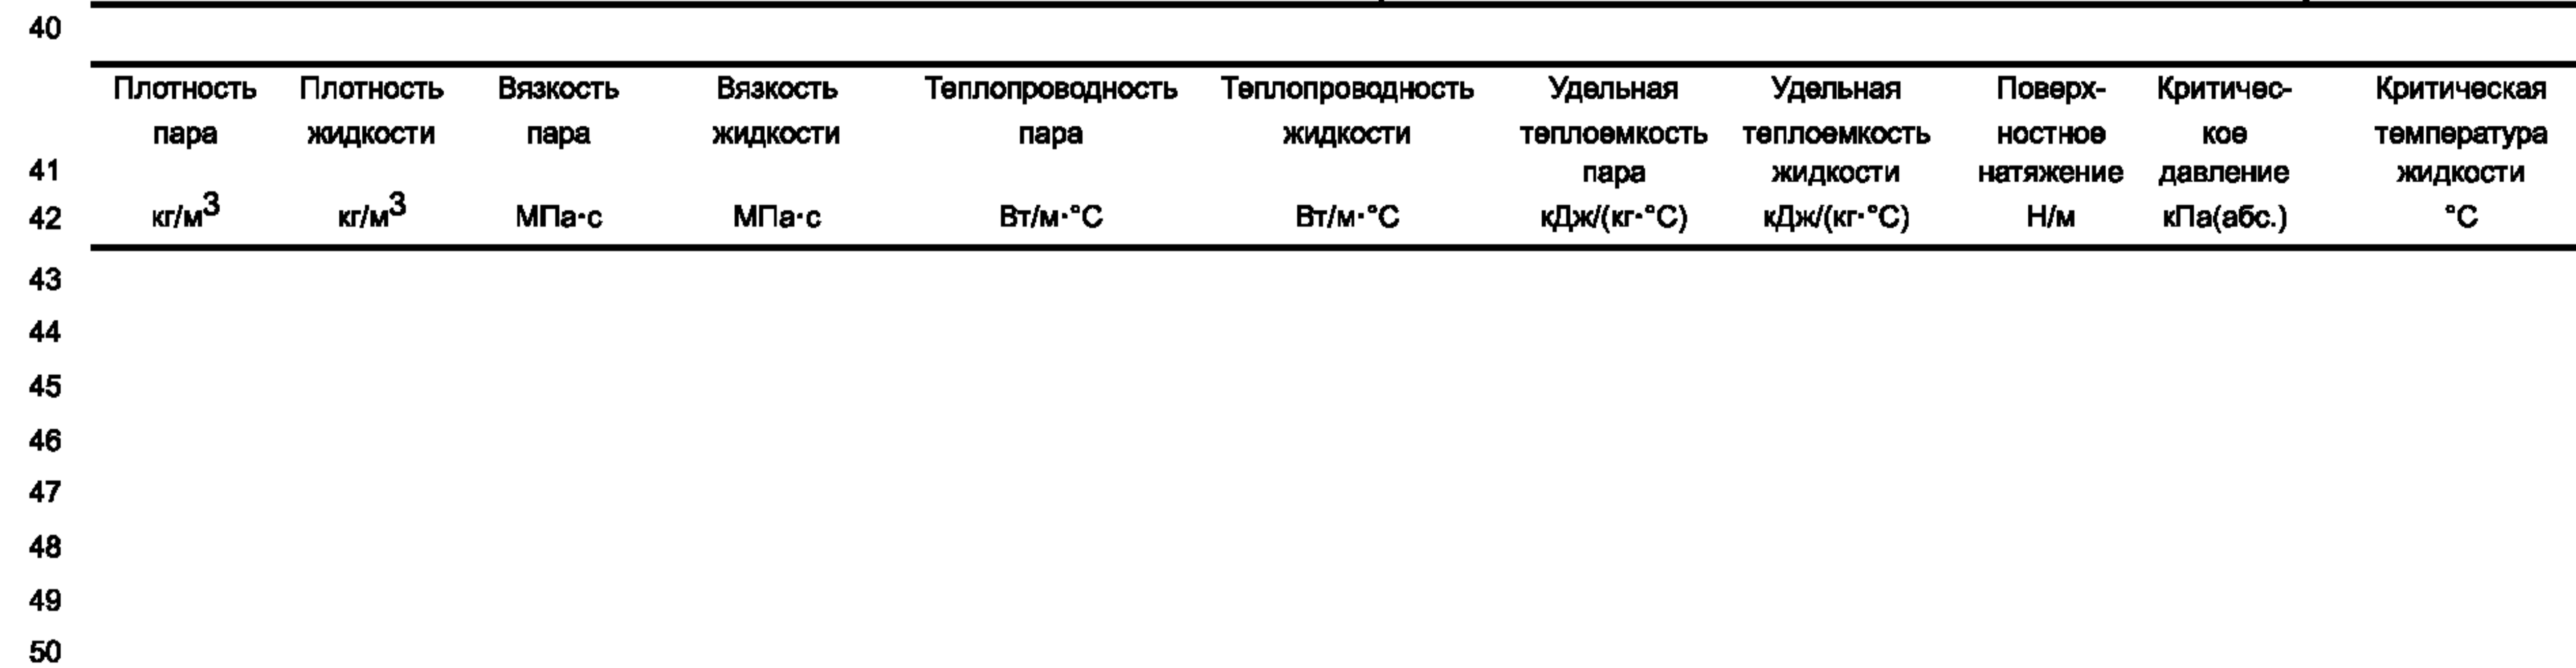 40
Плотность Плотность Вязкость Вязкость Теплопроводность Теплопроводность Удельная Удельная Поверх- Критичес- Критическая
пара жидкости пара жидкости пара жидкости теплоемкость теплоемкость ностное кое температура
41 пара жидкости натяжение давление жидкости
42 кг/м3 кг/м3 МПа·с МПа·с Вт/м·°С Вт/м·°С кДж/(кг·°С) кДж/(кг·°С) Н/м кПа(абс.) °С
43
44
45
46
47
48
49
50